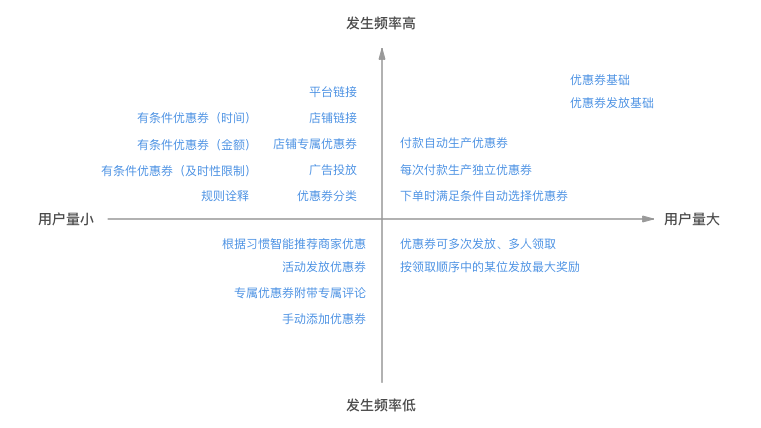 发生频率高
优惠券基础
平台链接
优惠券发放基础
有条件优惠券（时间）
店铺链接
有条件优惠券（金额）
店铺专属优惠券
付款自动生产优惠券
有条件优惠券（及时性限制）
广告投放
每次付款生产独立优惠券
规则诠释
优惠券分类
下单时满足条件自动选择优惠券
用户量小
用户量大
根据习惯智能推荐商家优惠
优惠券可多次发放、多人领取
活动发放优惠券
按领取顺序中的某位发放最大奖励
专属优惠券附带专属评论
手动添加优惠券
发生频率低